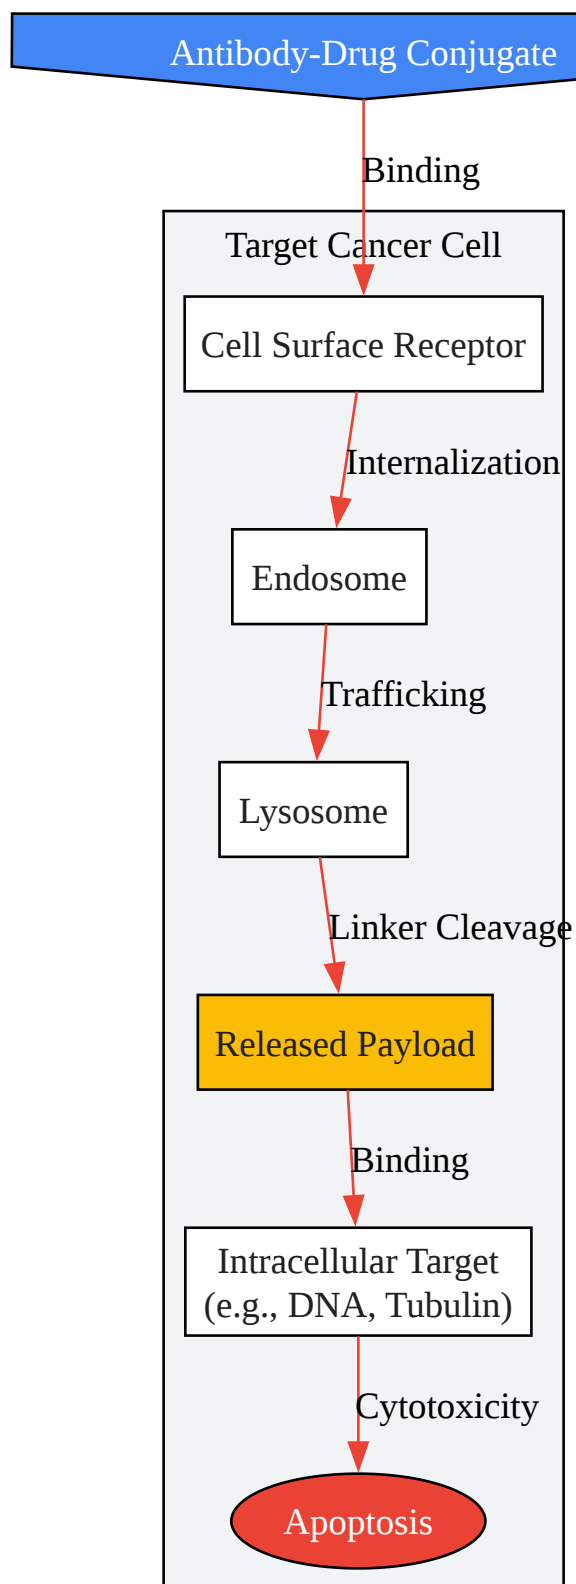 Antibody-Drug Conjugate
Binding
Target Cancer Cell
Cell Surface Receptor
Internalization
Endosome
Trafficking
Lysosome
Linker Cleavage
Released Payload
Binding
Intracellular Target
(e.g., DNA, Tubulin)
Cytotoxicity
Apoptosis